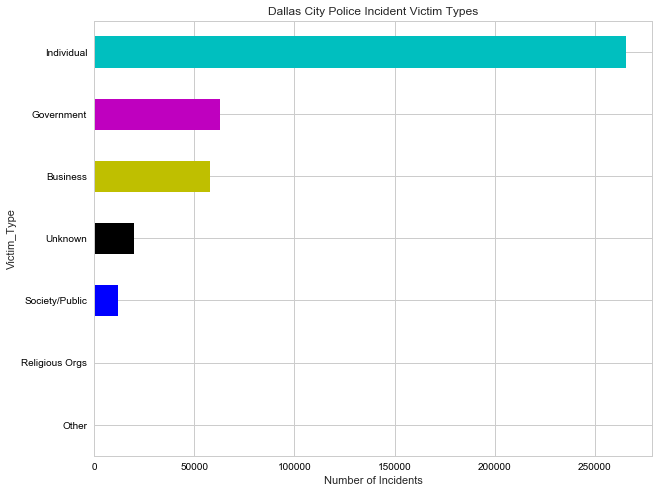 Dallas City Police Incident Victim Types
Individual
Government
Business
Unknown
Society/Public
Religious Orgs
Other
Victim_Type
0 50000 100000 150000 200000 250000
Number of Incidents